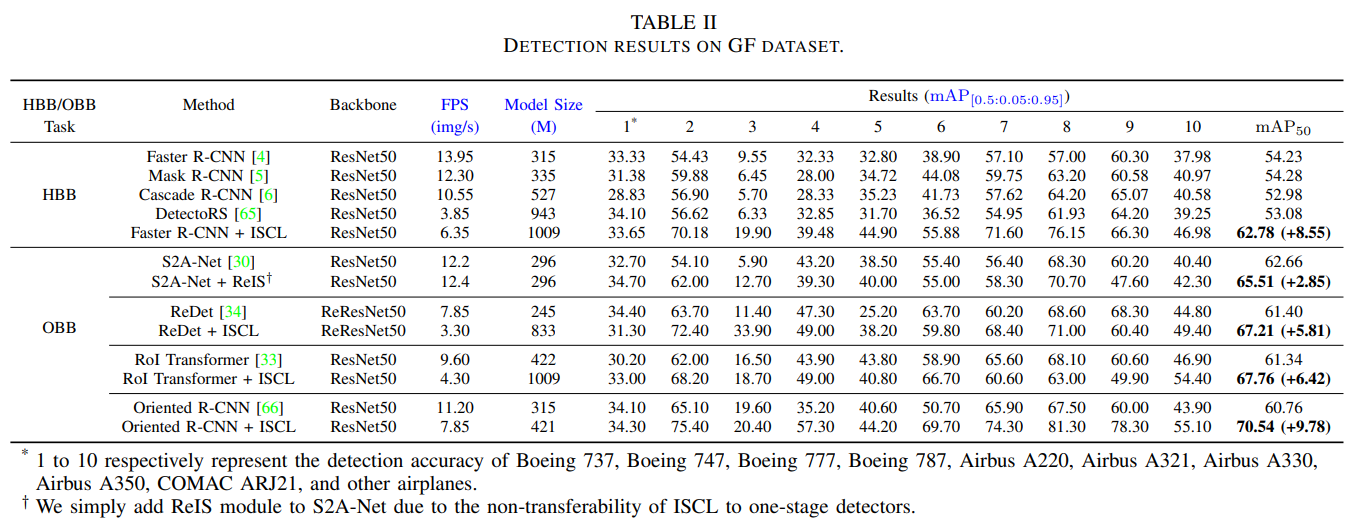 TABLE II
DETECTION RESULTS ON GF DATASET.
HBB/OBB Task Method Backbone FPS (img/s) Model Size (M) Results (mAP[0.5:0.05:0.95])
1* 2 3 4 5 6 7 8 9 10 mAP50
HBB
Faster R-CNN [4] ResNet50 13.95 315 33.33 54.43 9.55 32.33 32.80 38.90 57.10 57.00 60.30 37.98 54.23
Mask R-CNN [5] ResNet50 12.30 335 31.38 59.88 6.45 28.00 34.72 44.08 59.75 63.20 60.58 40.97 54.28
Cascade R-CNN [6] ResNet50 10.55 527 28.83 56.90 5.70 28.33 35.23 41.73 57.62 64.20 65.07 40.58 52.98
DetectoRS [65] ResNet50 3.85 943 34.10 56.62 6.33 32.85 31.70 36.52 54.95 61.93 64.20 39.25 53.08
Faster R-CNN + ISCL ResNet50 6.35 1009 33.65 70.18 19.90 39.48 44.90 55.88 71.60 76.15 66.30 46.98 62.78 (+8.55)
OBB
S2A-Net [30] ResNet50 12.2 296 32.70 54.10 5.90 43.20 38.50 55.40 56.40 68.30 60.20 40.40 62.66
S2A-Net + ReIS† ResNet50 12.4 296 34.70 62.00 12.70 39.30 40.00 55.00 58.30 70.70 47.60 42.30 65.51 (+2.85)
ReDet [34] ReResNet50 7.85 245 34.40 63.70 11.40 47.30 25.20 63.70 60.20 68.60 68.30 44.80 61.40
ReDet + ISCL ReResNet50 3.30 833 31.30 72.40 33.90 49.00 38.20 59.80 68.40 71.00 60.40 49.40 67.21 (+5.81)
RoI Transformer [33] ResNet50 9.60 422 30.20 62.00 16.50 43.90 43.80 58.90 65.60 68.10 60.60 46.90 61.34
RoI Transformer + ISCL ResNet50 4.30 1009 33.00 68.20 18.70 49.00 40.80 66.70 60.60 63.00 49.90 54.40 67.76 (+6.42)
Oriented R-CNN [66] ResNet50 11.20 315 34.10 65.10 19.60 35.20 40.60 50.70 65.90 67.50 60.00 43.90 60.76
Oriented R-CNN + ISCL ResNet50 7.85 421 34.30 75.40 20.40 57.30 44.20 69.70 74.30 81.30 78.30 55.10 70.54 (+9.78)
* 1 to 10 respectively represent the detection accuracy of Boeing 737, Boeing 747, Boeing 777, Boeing 787, Airbus A220, Airbus A321, Airbus A330,
Airbus A350, COMAC ARJ21, and other airplanes.
† We simply add ReIS module to S2A-Net due to the non-transferability of ISCL to one-stage detectors.